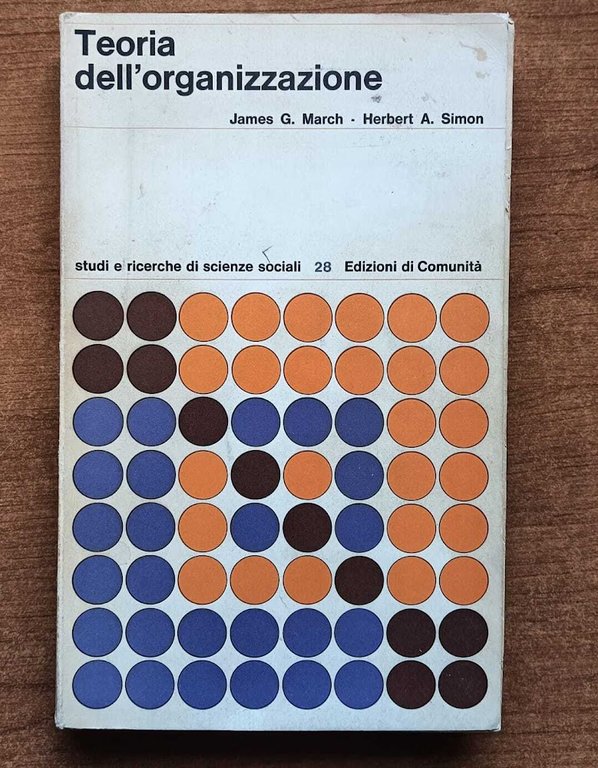 Teoria
dell'organizzazione
James G. March · Herbert A. Simon
studi e ricerche di scienze sociali 28 Edizioni di Comunità